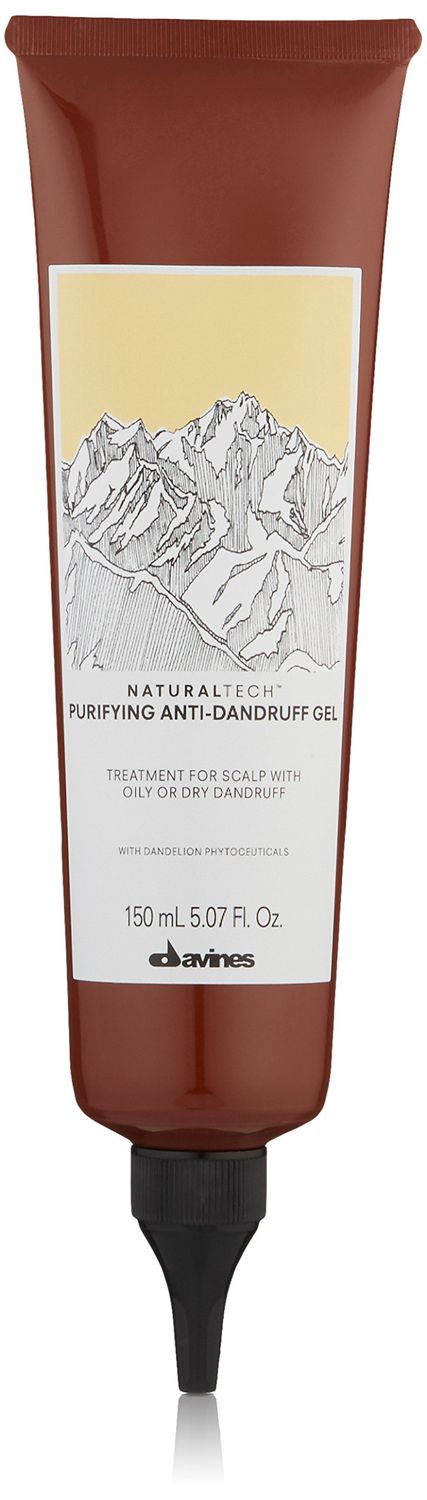 NATURALTECH™
PURIFYING ANTI-DANDRUFF GEL
TREATMENT FOR SCALP WITH
OILY OR DRY DANDRUFF
WITH DANDELION PHYTOCEUTICALS
150 mL 5.07 Fl. Oz.
davines